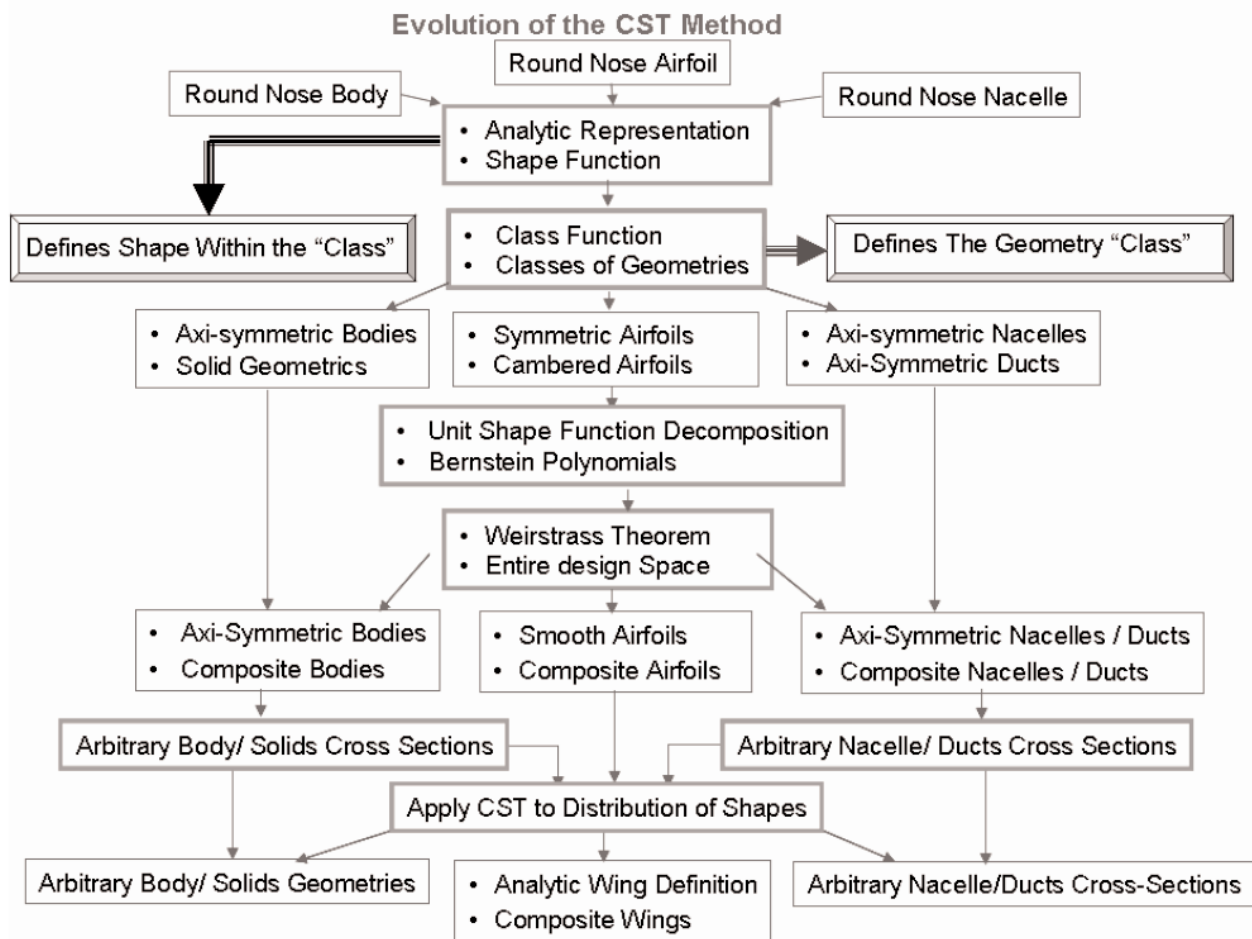 Evolution of the CST Method
Round Nose Airfoil
Round Nose Body
Round Nose Nacelle
• Analytic Representation
• Shape Function
Defines Shape Within the “Class”
• Class Function
• Classes of Geometries
Defines The Geometry “Class”
• Axi-symmetric Bodies
• Solid Geometrics
• Symmetric Airfoils
• Cambered Airfoils
• Axi-symmetric Nacelles
• Axi-Symmetric Ducts
• Unit Shape Function Decomposition
• Bernstein Polynomials
• Weirstrass Theorem
• Entire design Space
• Axi-Symmetric Bodies
• Composite Bodies
• Smooth Airfoils
• Composite Airfoils
• Axi-Symmetric Nacelles / Ducts
• Composite Nacelles / Ducts
Arbitrary Body/ Solids Cross Sections
Arbitrary Nacelle/ Ducts Cross Sections
Apply CST to Distribution of Shapes
Arbitrary Body/ Solids Geometries
• Analytic Wing Definition
• Composite Wings
Arbitrary Nacelle/Ducts Cross-Sections